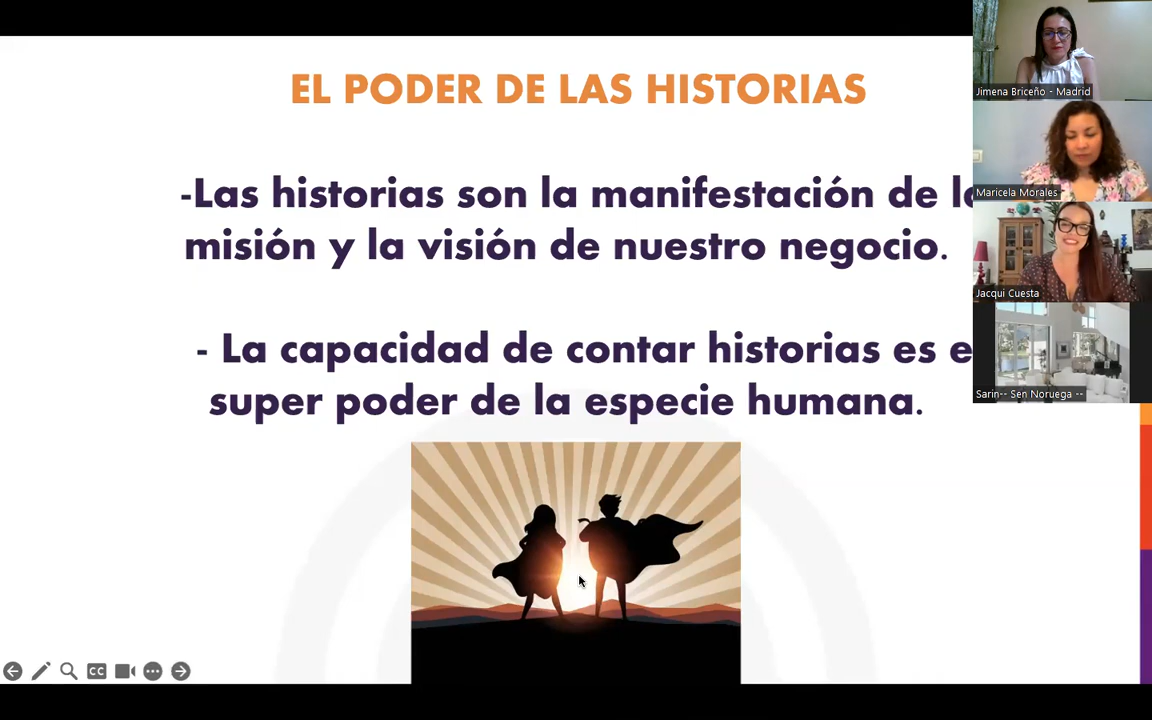 EL PODER DE LAS HISTORIAS
-Las historias son la manifestación de
misión y la visión de nuestro negocio.
- La capacidad de contar historias es
super poder de la especie humana.
Jimena Briceño - Madrid
Maricela Morales
Jacqui Cuesta
Sarin-- Sen Noruega --
CC